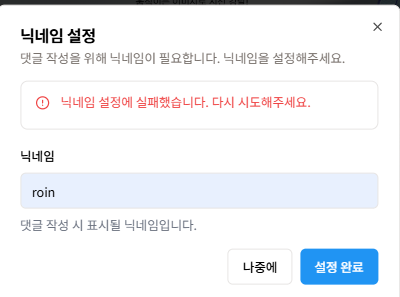 닉네임 설정
댓글 작성을 위해 닉네임이 필요합니다. 닉네임을 설정해주세요.
닉네임 설정에 실패했습니다. 다시 시도해주세요.
닉네임
roin
댓글 작성 시 표시될 닉네임입니다.
나중에
설정 완료